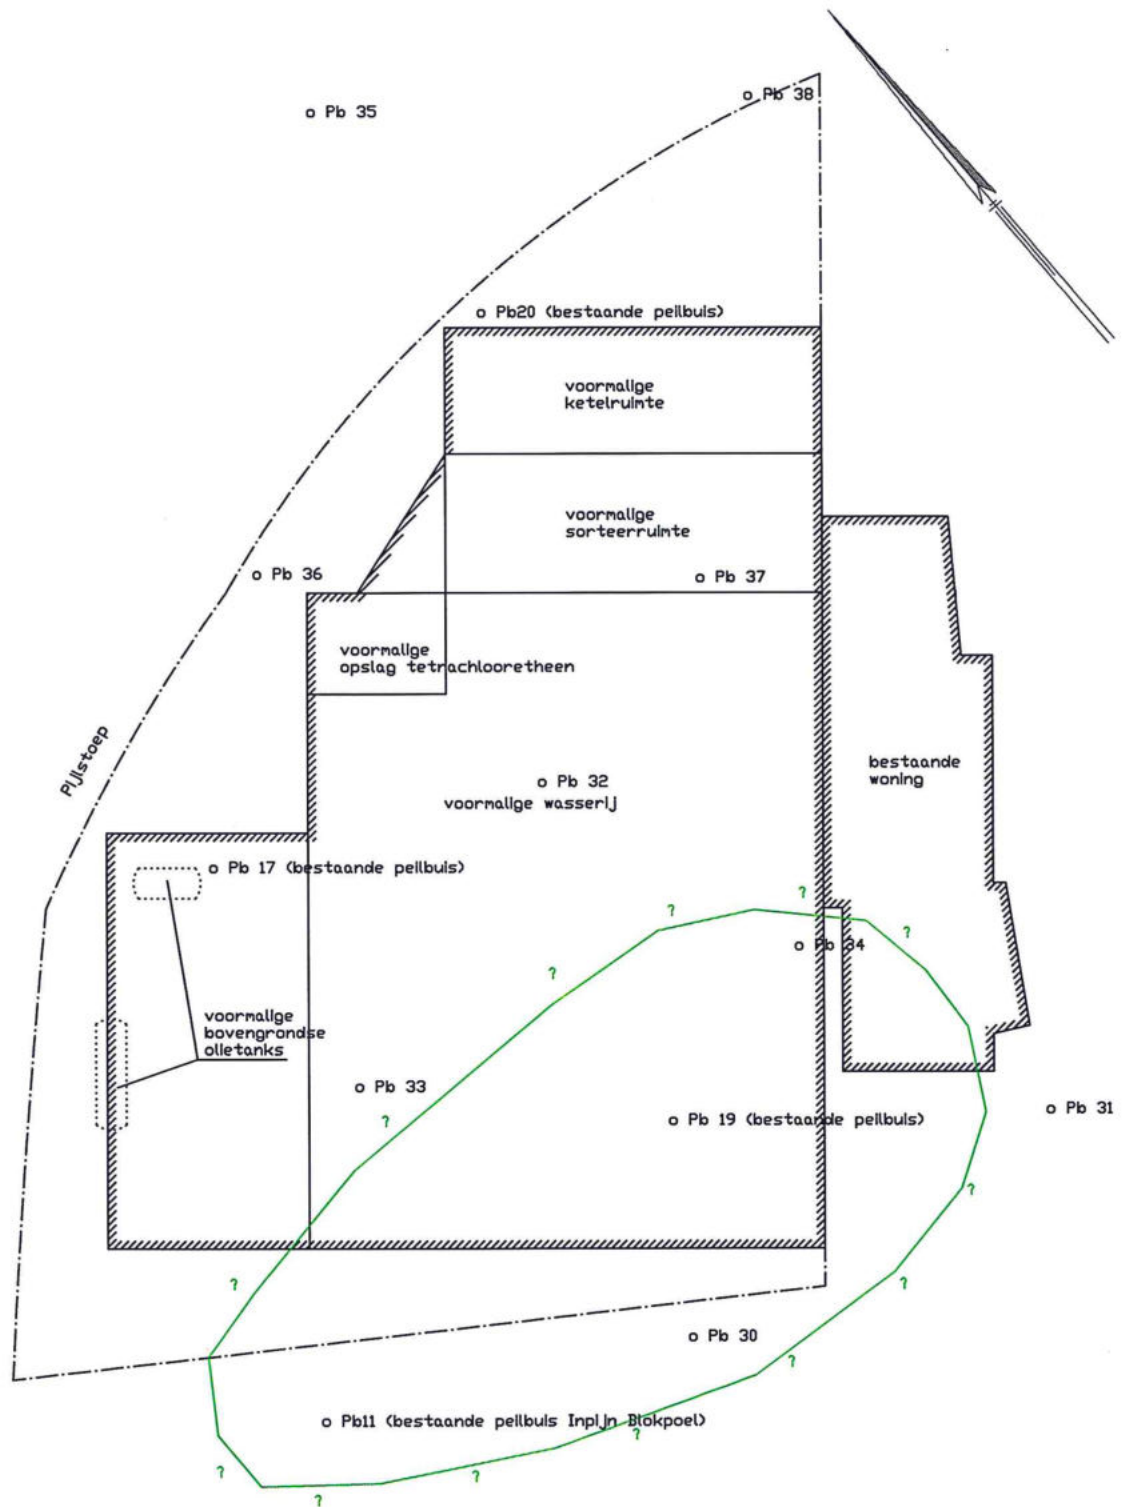 Pb 38
Pb 35
Pb20 (bestaande peilbuis)
voormalige
ketelruimte
voormalige
sorteerruimte
Pb 36
Pb 37
voormalige
opslag tetrachlooretheen
Pijlstoep
bestaande
woning
Pb 32
voormalige wasserij
Pb 17 (bestaande peilbuis)
?
?
?
Pb 34
?
voormalige
bovengrondse
olietanks
Pb 33
Pb 31
?
Pb 19 (bestaande peilbuis)
?
?
?
Pb 30
?
Pb11 (bestaande peilbuis Inpijn Blokpoel)
?
?
?
?